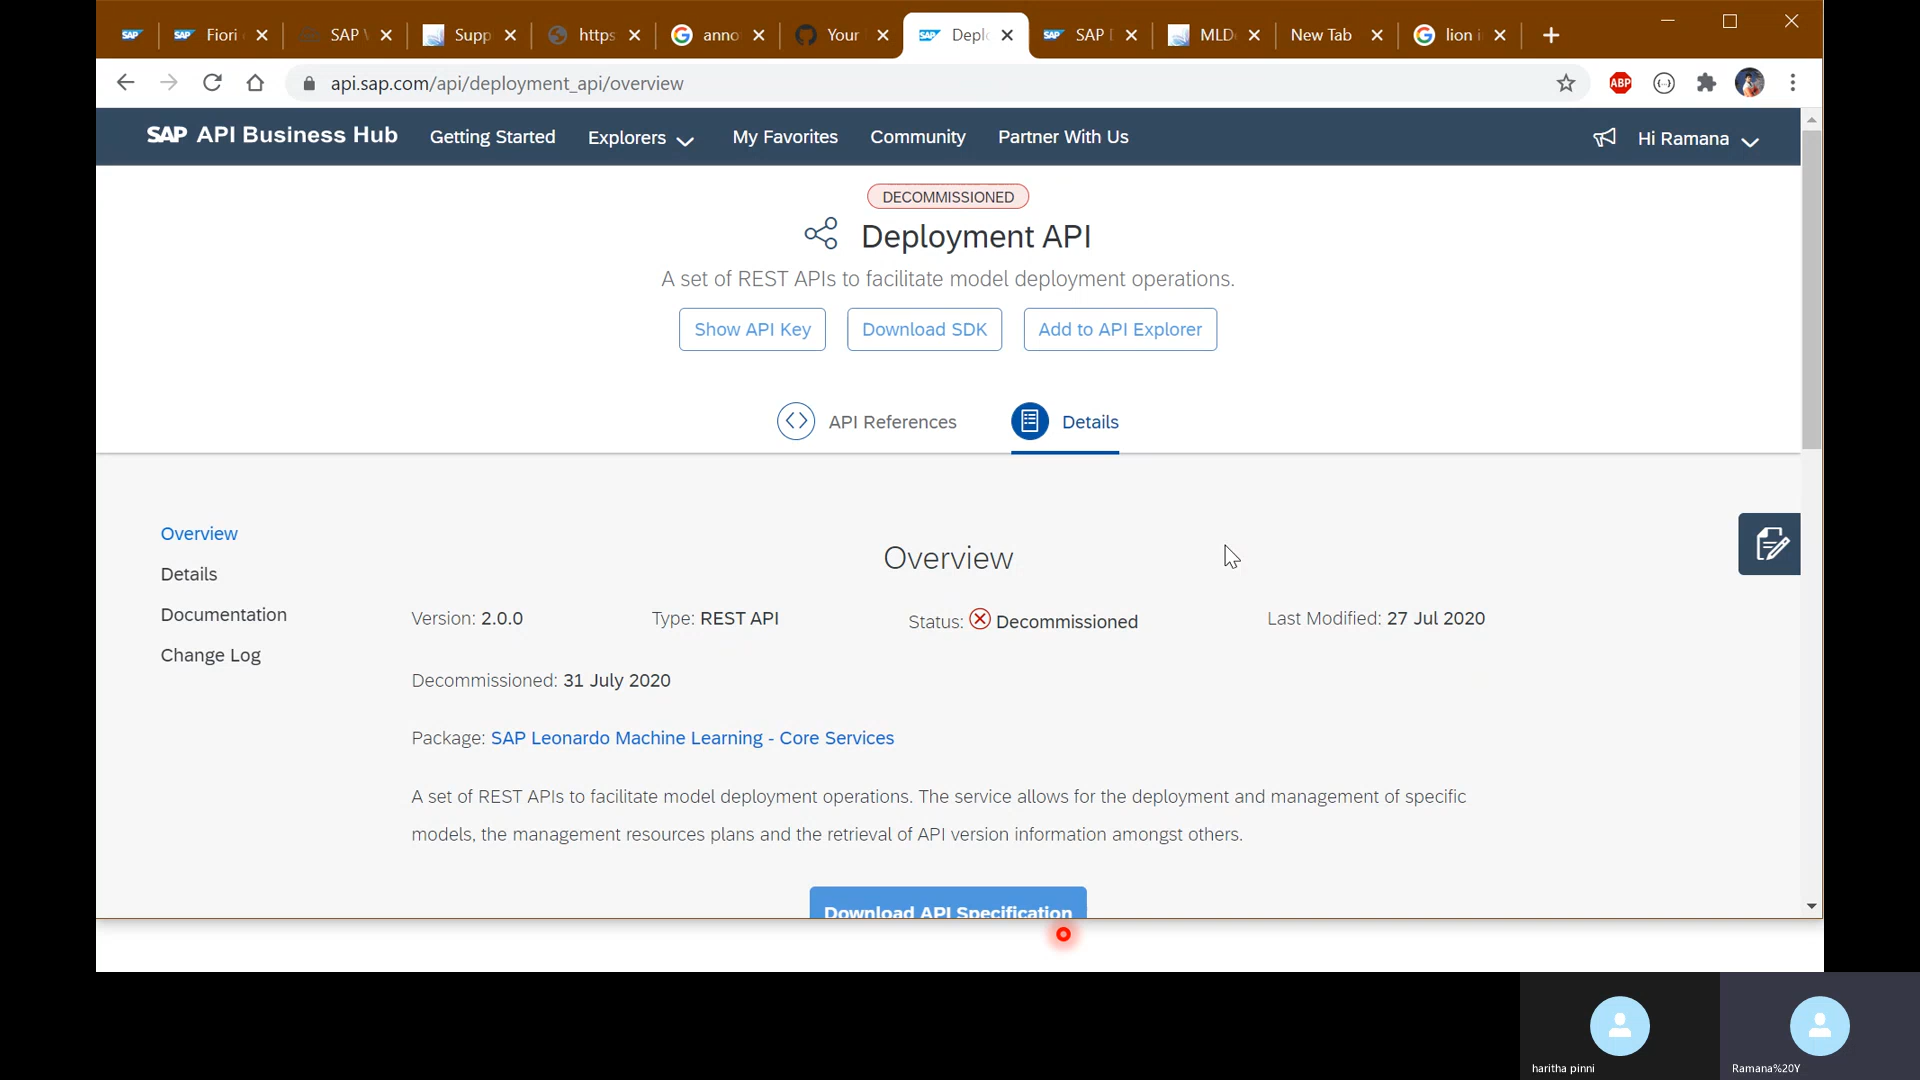 Fiori
SAP
Supp
https
anno
Your
Depl
SAP
MLD
New Tab
lion i
api.sap.com/api/deployment_api/overview
ABP
SAP API Business Hub
Getting Started
Explorers
My Favorites
Community
Partner With Us
Hi Ramana
DECOMMISSIONED
Deployment API
A set of REST APIs to facilitate model deployment operations.
Show API Key
Download SDK
Add to API Explorer
API References
Details
Overview
Details
Documentation
Change Log
Overview
Version: 2.0.0
Type: REST API
Status: Decommissioned
Last Modified: 27 Jul 2020
Decommissioned: 31 July 2020
Package: SAP Leonardo Machine Learning - Core Services
A set of REST APIs to facilitate model deployment operations. The service allows for the deployment and management of specific
models, the management resources plans and the retrieval of API version information amongst others.
Download API Specification
haritha pinni
Ramana%20Y